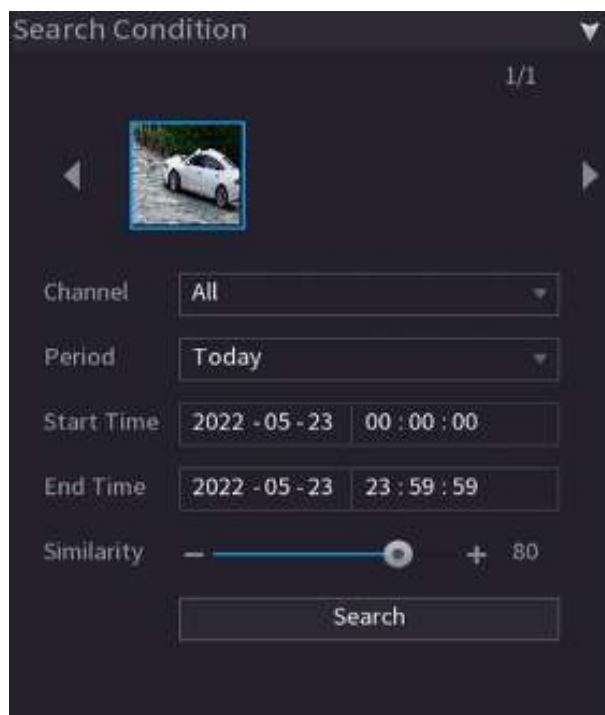 Search Condition
1/1
Channel All
Period Today
Start Time 2022 -05-23 00:00:00
End Time 2022 -05-23 23:59:59
Similarity − + 80
Search